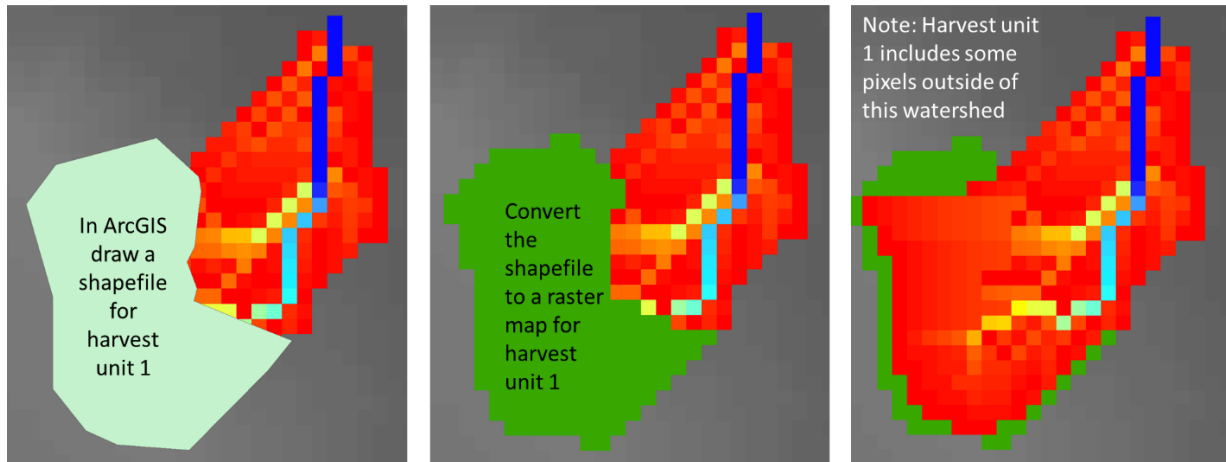 In ArcGIS
draw a
shapefile
for
harvest
unit 1
Convert
the
shapefile
to a raster
map for
harvest
unit 1
Note: Harvest unit
1 includes some
pixels outside of
this watershed